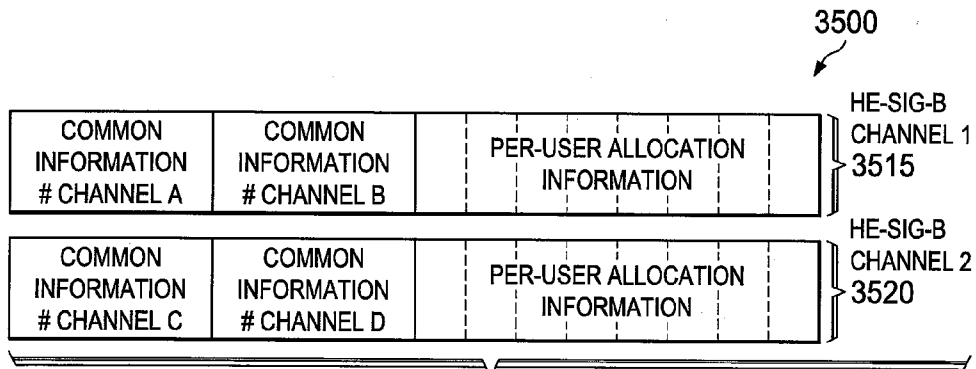 3500
COMMON
INFORMATION
# CHANNEL A
COMMON
INFORMATION
# CHANNEL B
PER-USER ALLOCATION
INFORMATION
HE-SIG-B
CHANNEL 1
3515
COMMON
INFORMATION
# CHANNEL C
COMMON
INFORMATION
# CHANNEL D
PER-USER ALLOCATION
INFORMATION
HE-SIG-B
CHANNEL 2
3520